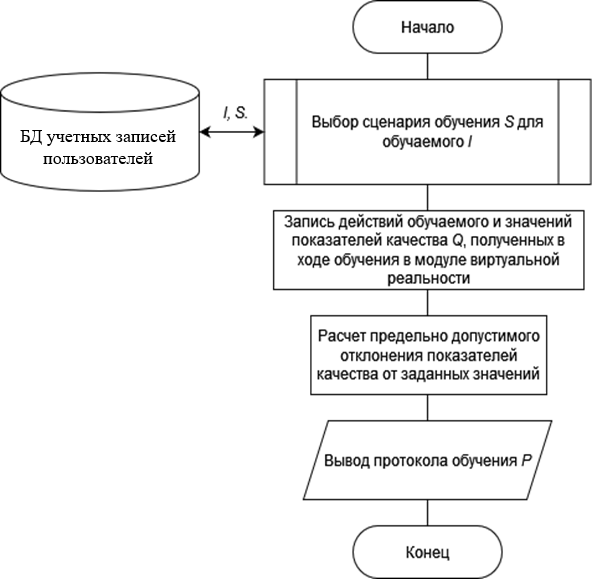 Начало
БД учетных записей
пользователей
I, S.
Выбор сценария обучения S для
обучаемого I
Запись действий обучаемого и значений
показателей качества Q, полученных в
ходе обучения в модуле виртуальной
реальности
Расчет предельно допустимого
отклонения показателей
качества от заданных значений
Вывод протокола обучения P
Конец